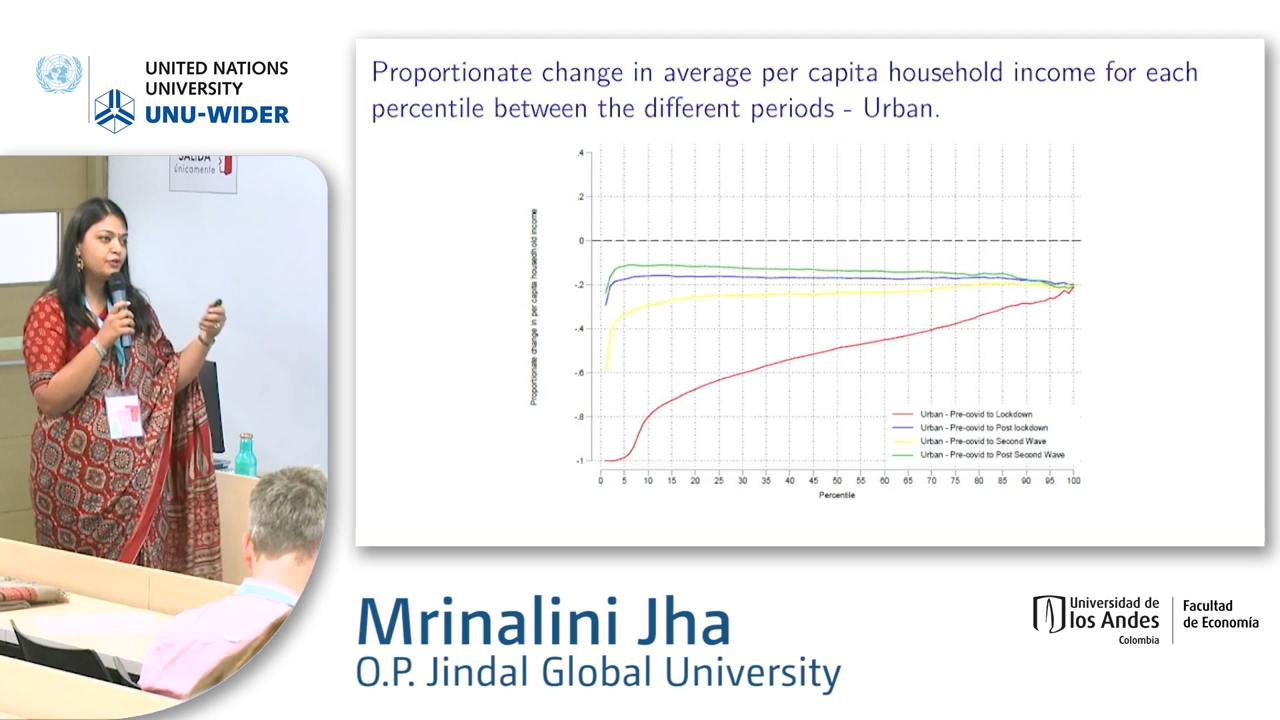 UNITED NATIONS
UNIVERSITY
UNU-WIDER
SALIDA
únicamente
Proportionate change in average per capita household income for each
percentile between the different periods - Urban.
Proportionate change in per capita household income
.4
.2
0
-.2
-.4
-.6
-.8
-1
Urban - Pre-covid to Lockdown
Urban - Pre-covid to Post lockdown
Urban - Pre-covid to Second Wave
Urban - Pre-covid to Post Second Wave
0 5 10 15 20 25 30 35 40 45 50 55 60 65 70 75 80 85 90 95 100
Percentile
Mrinalini Jha
O.P. Jindal Global University
Universidad de
los Andes
Colombia
Facultad
de Economía